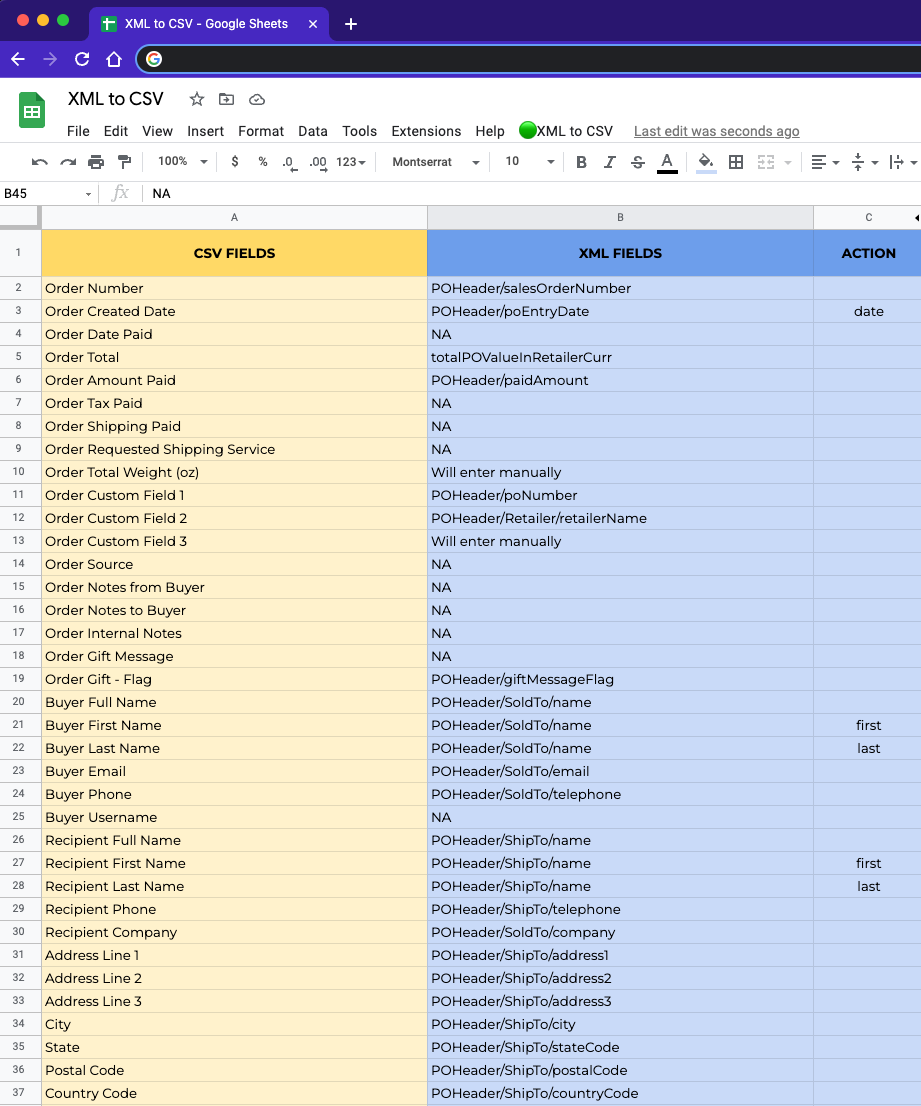 XML to CSV - Google Sheets
XML to CSV
File Edit View Insert Format Data Tools Extensions Help XML to CSV Last edit was seconds ago
100% $ % .0 .00 123 Montserrat 10 B I S A
B45 fx NA
A B C
1 CSV FIELDS XML FIELDS ACTION
2 Order Number POHeader/salesOrderNumber
3 Order Created Date POHeader/poEntryDate date
4 Order Date Paid NA
5 Order Total totalPOValueInRetailerCurr
6 Order Amount Paid POHeader/paidAmount
7 Order Tax Paid NA
8 Order Shipping Paid NA
9 Order Requested Shipping Service NA
10 Order Total Weight (oz) Will enter manually
11 Order Custom Field 1 POHeader/poNumber
12 Order Custom Field 2 POHeader/Retailer/retailerName
13 Order Custom Field 3 Will enter manually
14 Order Source NA
15 Order Notes from Buyer NA
16 Order Notes to Buyer NA
17 Order Internal Notes NA
18 Order Gift Message NA
19 Order Gift - Flag POHeader/giftMessageFlag
20 Buyer Full Name POHeader/SoldTo/name
21 Buyer First Name POHeader/SoldTo/name first
22 Buyer Last Name POHeader/SoldTo/name last
23 Buyer Email POHeader/SoldTo/email
24 Buyer Phone POHeader/SoldTo/telephone
25 Buyer Username NA
26 Recipient Full Name POHeader/ShipTo/name
27 Recipient First Name POHeader/ShipTo/name first
28 Recipient Last Name POHeader/ShipTo/name last
29 Recipient Phone POHeader/ShipTo/telephone
30 Recipient Company POHeader/SoldTo/company
31 Address Line 1 POHeader/ShipTo/address1
32 Address Line 2 POHeader/ShipTo/address2
33 Address Line 3 POHeader/ShipTo/address3
34 City POHeader/ShipTo/city
35 State POHeader/ShipTo/stateCode
36 Postal Code POHeader/ShipTo/postalCode
37 Country Code POHeader/ShipTo/countryCode